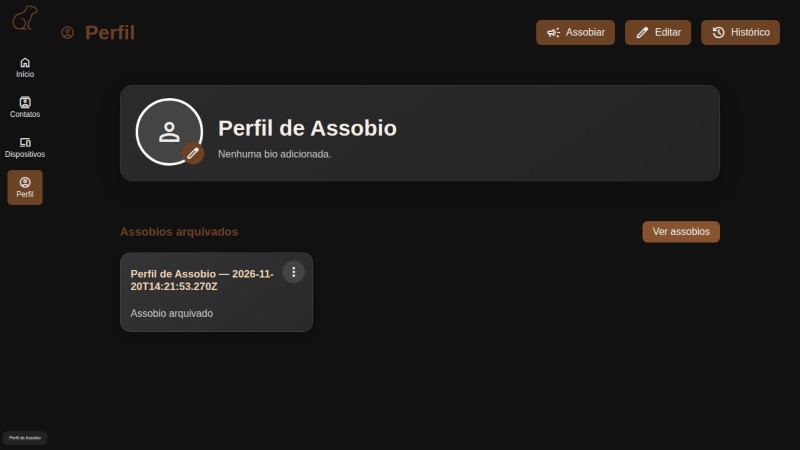 Perfil
Assobiar
Editar
Histórico
Início
Contatos
Dispositivos
Perfil
Perfil de Assobio
Nenhuma bio adicionada.
Assobios arquivados
Ver assobios
Perfil de Assobio — 2026-11-
20T14:21:53.270Z
Assobio arquivado
Perfil de Assobio